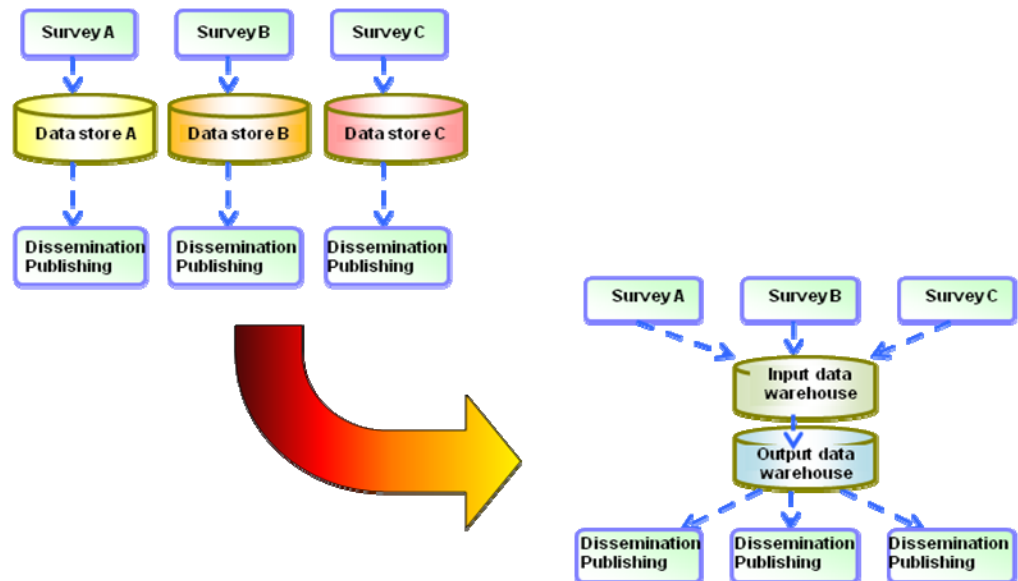 Survey A
Survey B
Survey C
Data store A
Data store B
Data store C
Dissemination
Publishing
Dissemination
Publishing
Dissemination
Publishing
Survey A
Survey B
Survey C
Input data
warehouse
Output data
warehouse
Dissemination
Publishing
Dissemination
Publishing
Dissemination
Publishing